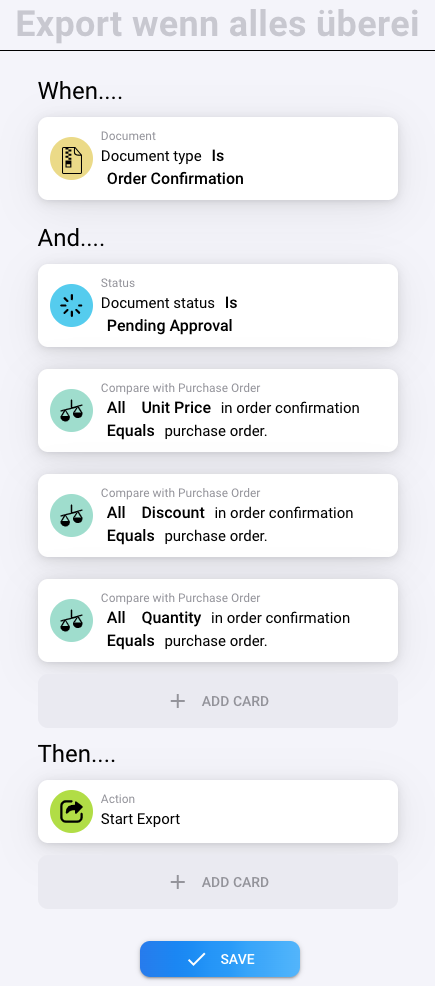 Export wenn alles überei
When....
Document
Document type Is
Order Confirmation
And....
Status
Document status Is
Pending Approval
Compare with Purchase Order
All Unit Price in order confirmation
Equals purchase order.
Compare with Purchase Order
All Discount in order confirmation
Equals purchase order.
Compare with Purchase Order
All Quantity in order confirmation
Equals purchase order.
ADD CARD
Then....
Action
Start Export
ADD CARD
SAVE